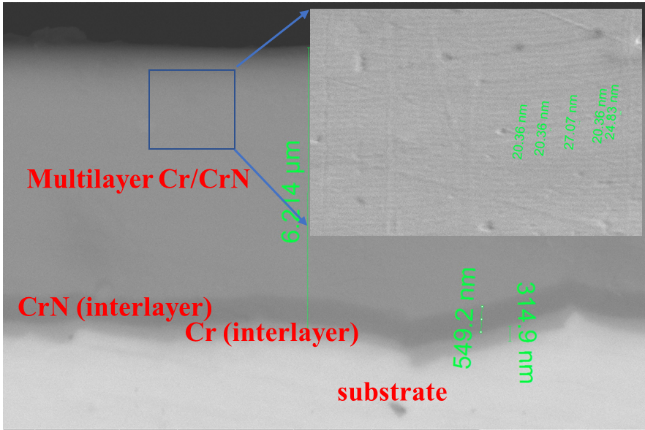 20.36 nm
20.36 nm
27.07 nm
20.36 nm
24.83 nm
Multilayer Cr/CrN
6.214 μm
CrN (interlayer)
Cr (interlayer)
549.2 nm
314.9 nm
substrate